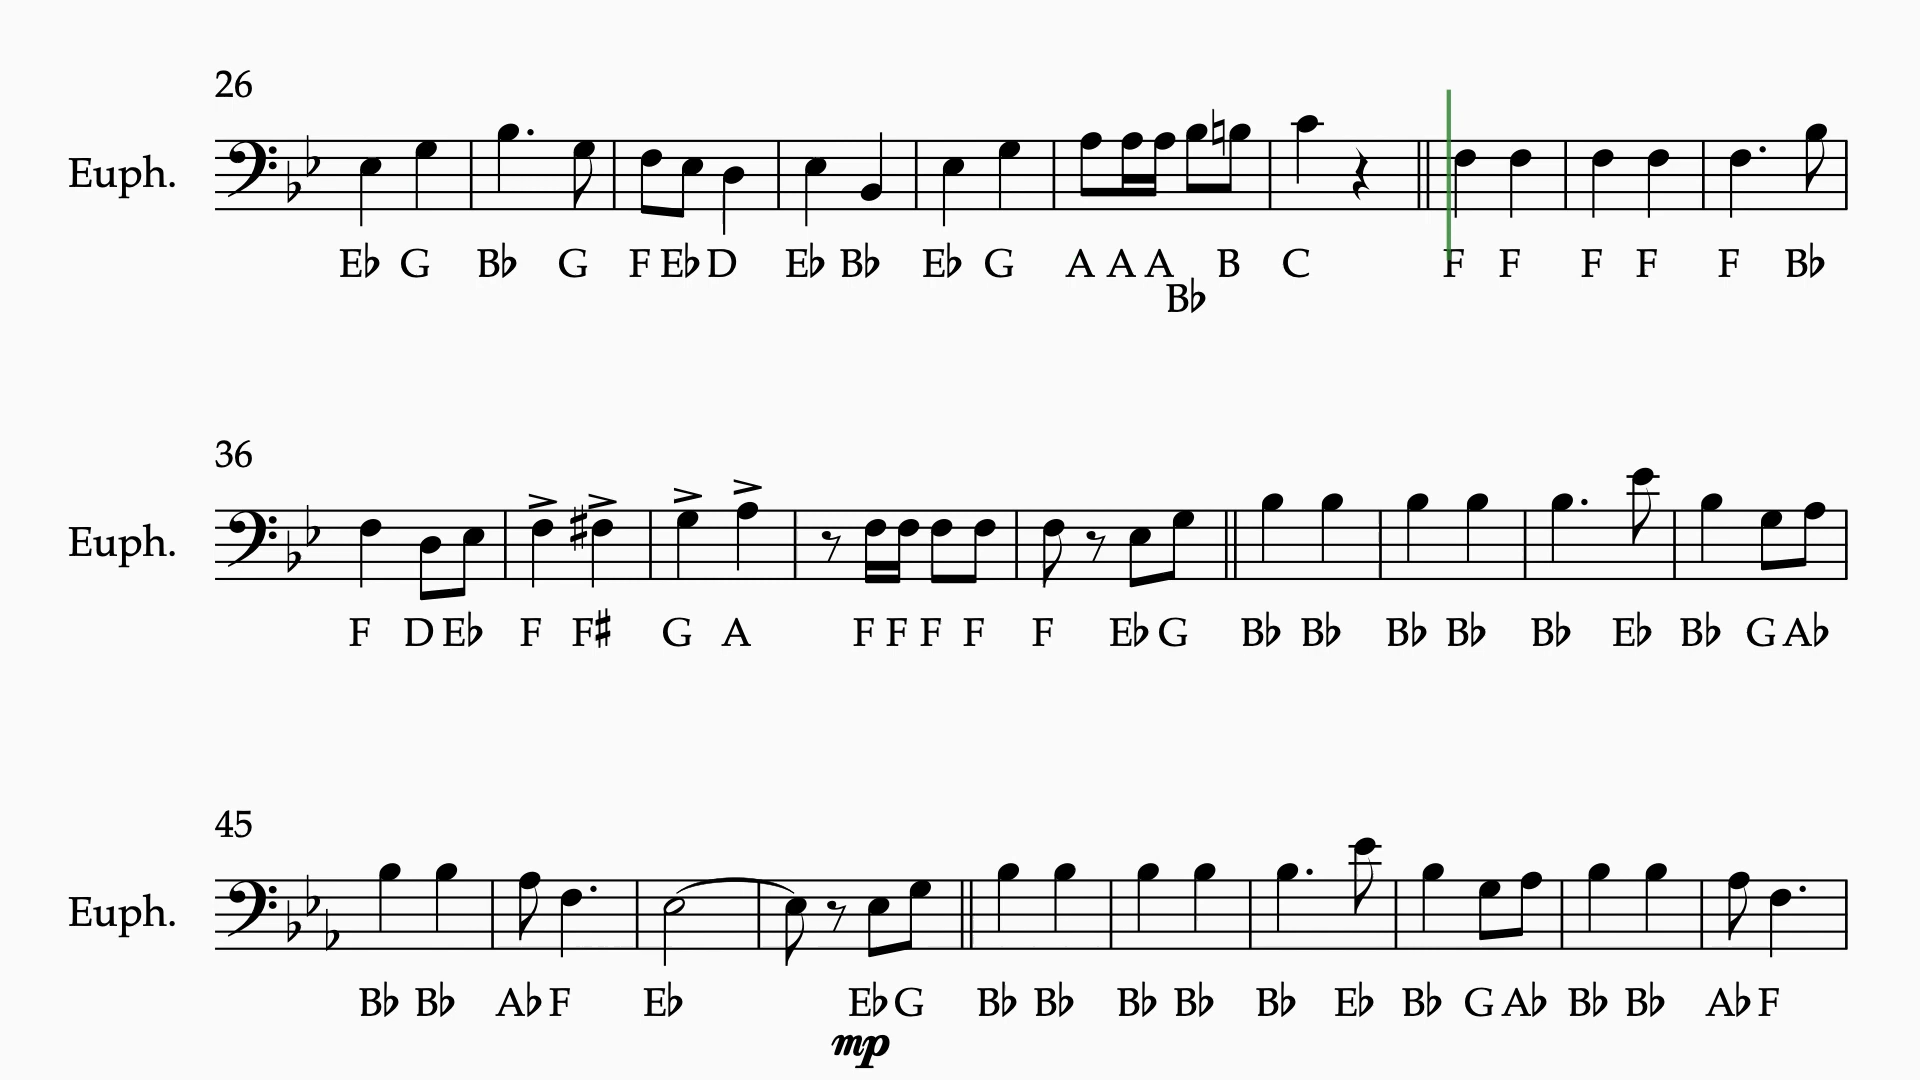 26
Euph.
E♭ G B♭ G F E♭ D E♭ B♭ E♭ G A A A B C F F F F F B♭
B♭
36
Euph.
F D E♭ F F♯ G A F F F F F E♭ G B♭ B♭ B♭ B♭ B♭ E♭ B♭ G A♭
45
Euph.
B♭ B♭ A♭ F E♭ E♭ G B♭ B♭ B♭ B♭ B♭ E♭ B♭ G A♭ B♭ B♭ A♭ F
mp